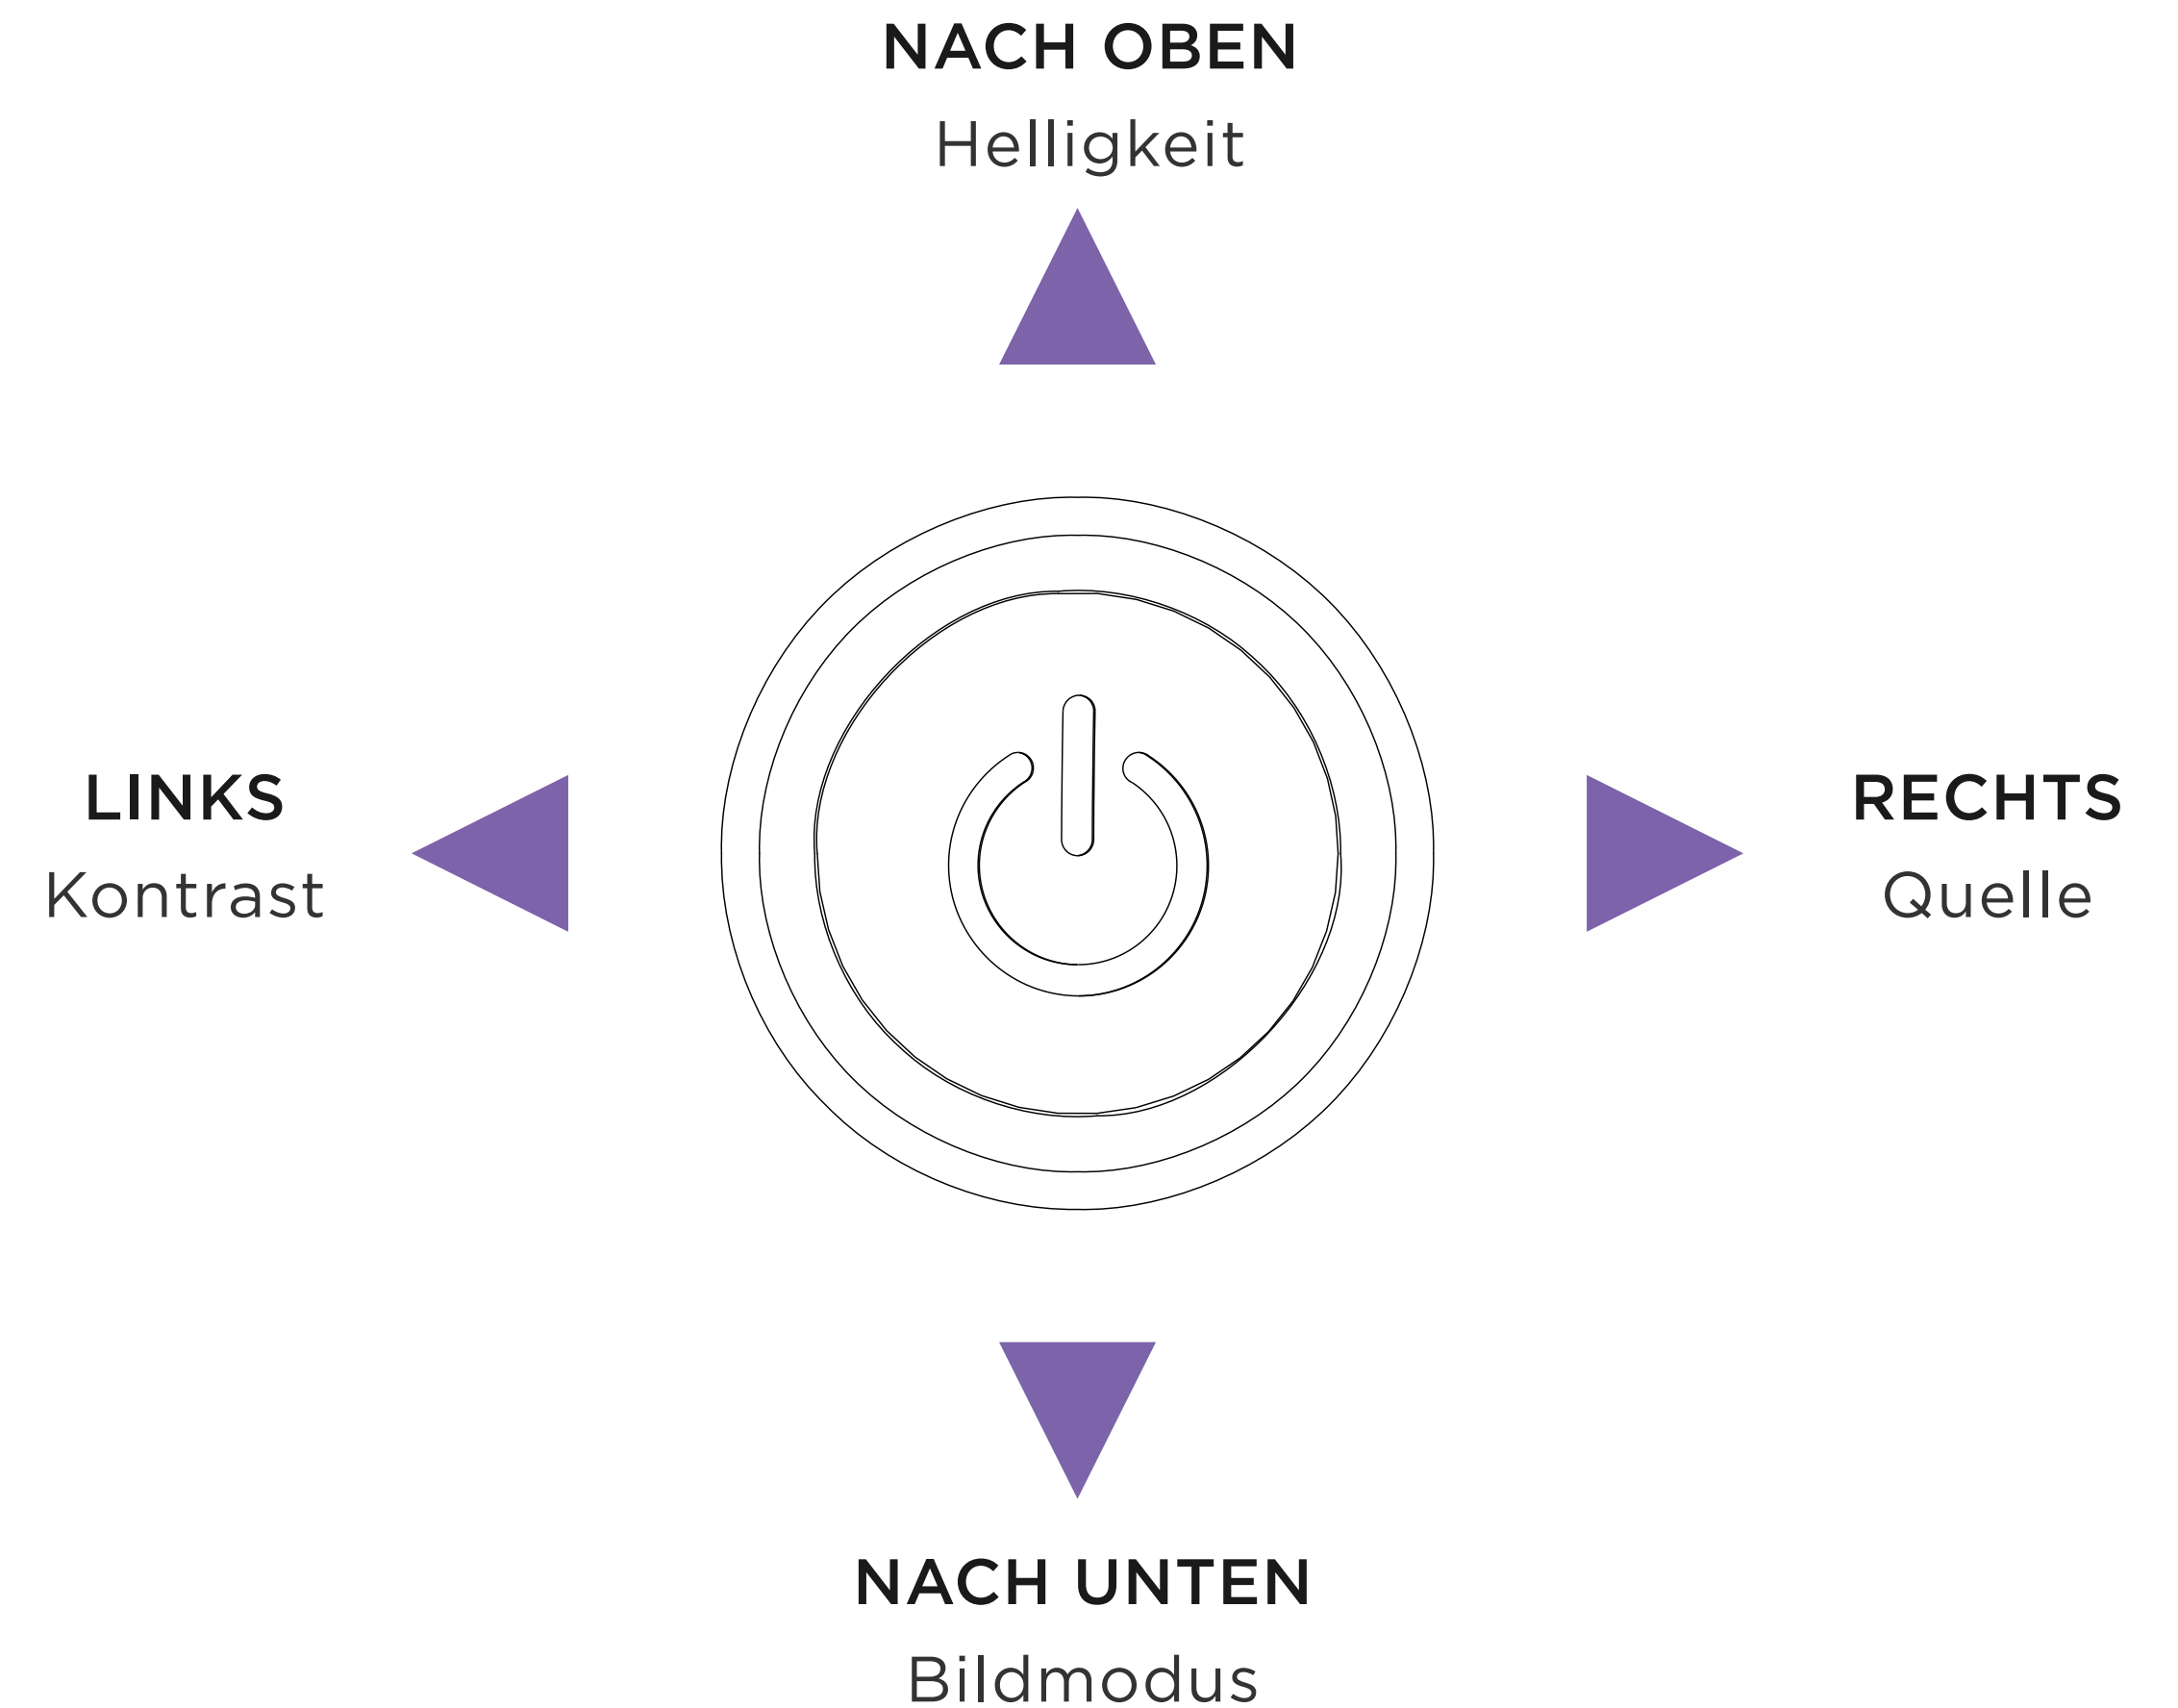 NACH OBEN
Helligkeit
LINKS
Kontrast
RECHTS
Quelle
NACH UNTEN
Bildmodus